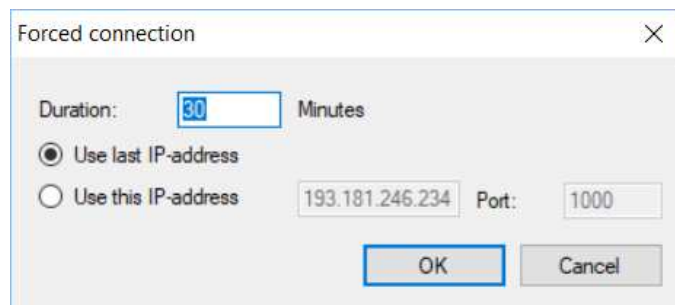 Forced connection
Duration: 30 Minutes
Use last IP-address
Use this IP-address 193.181.246.234 Port: 1000
OK Cancel